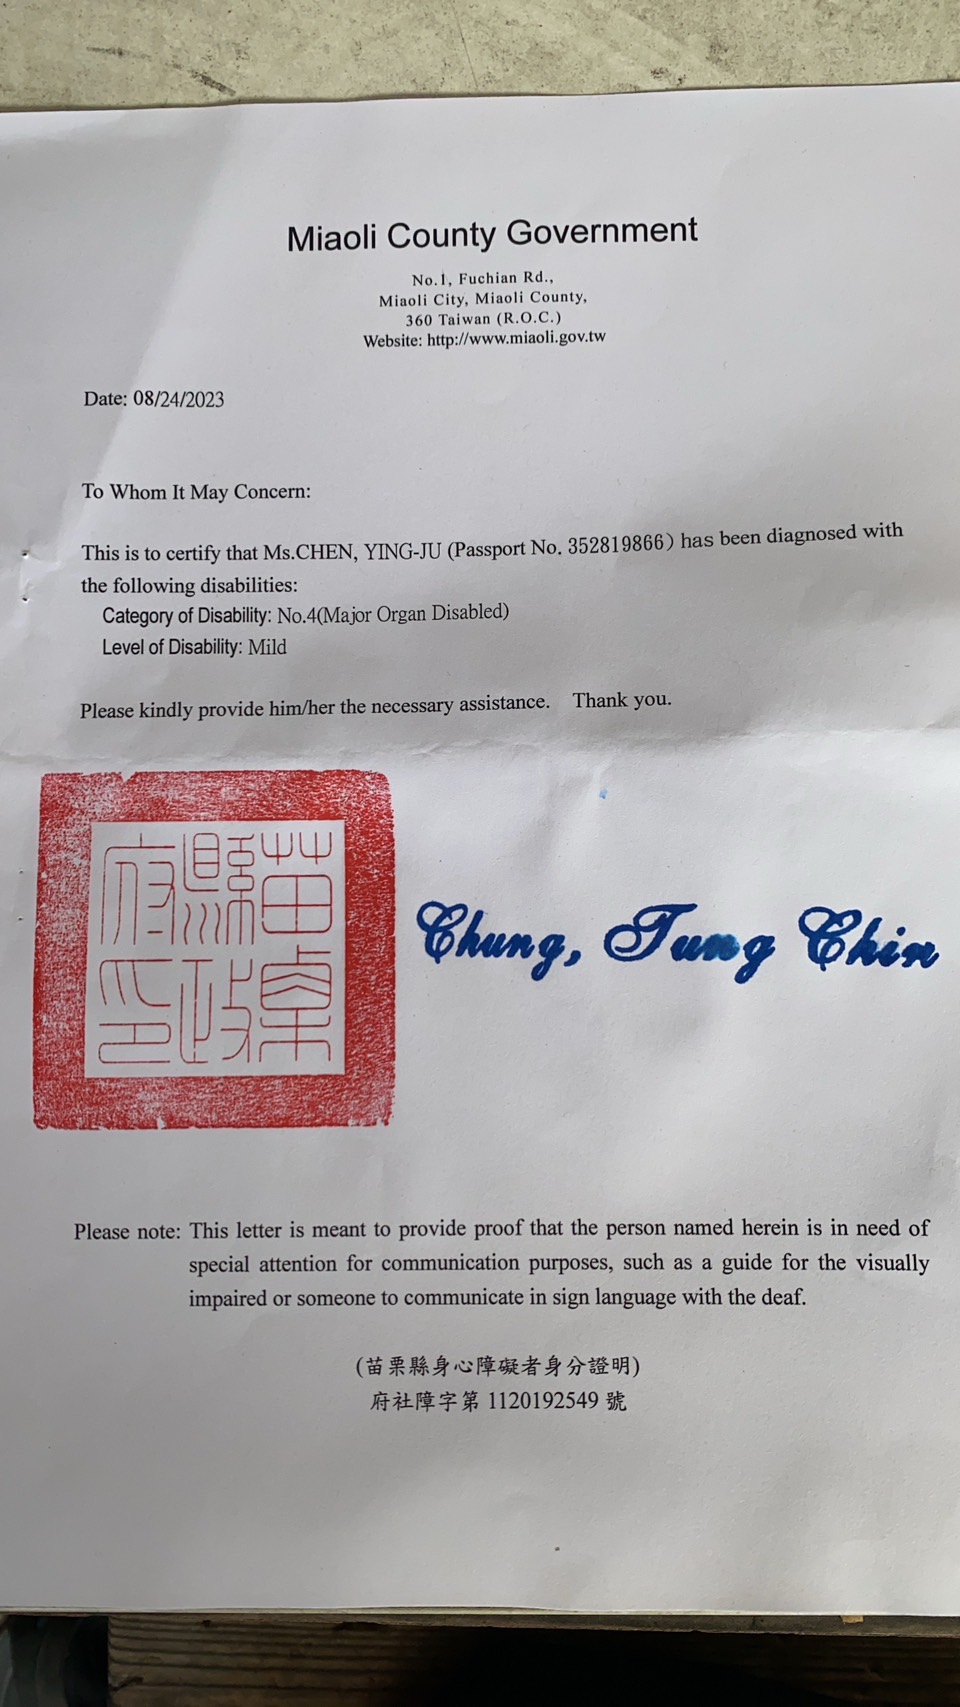 Miaoli County Government
No.1, Fuchian Rd.,
Miaoli City, Miaoli County,
360 Taiwan (R.O.C.)
Website: http://www.miaoli.gov.tw
Date: 08/24/2023
To Whom It May Concern:
This is to certify that Ms.CHEN, YING-JU (Passport No. 352819866) has been diagnosed with
the following disabilities:
Category of Disability: No.4(Major Organ Disabled)
Level of Disability: Mild
Please kindly provide him/her the necessary assistance. Thank you.
苗栗
縣政
府印
Chung, Tung Chin
Please note: This letter is meant to provide proof that the person named herein is in need of
special attention for communication purposes, such as a guide for the visually
impaired or someone to communicate in sign language with the deaf.
(苗栗縣身心障礙者身分證明)
府社障字第 1120192549 號